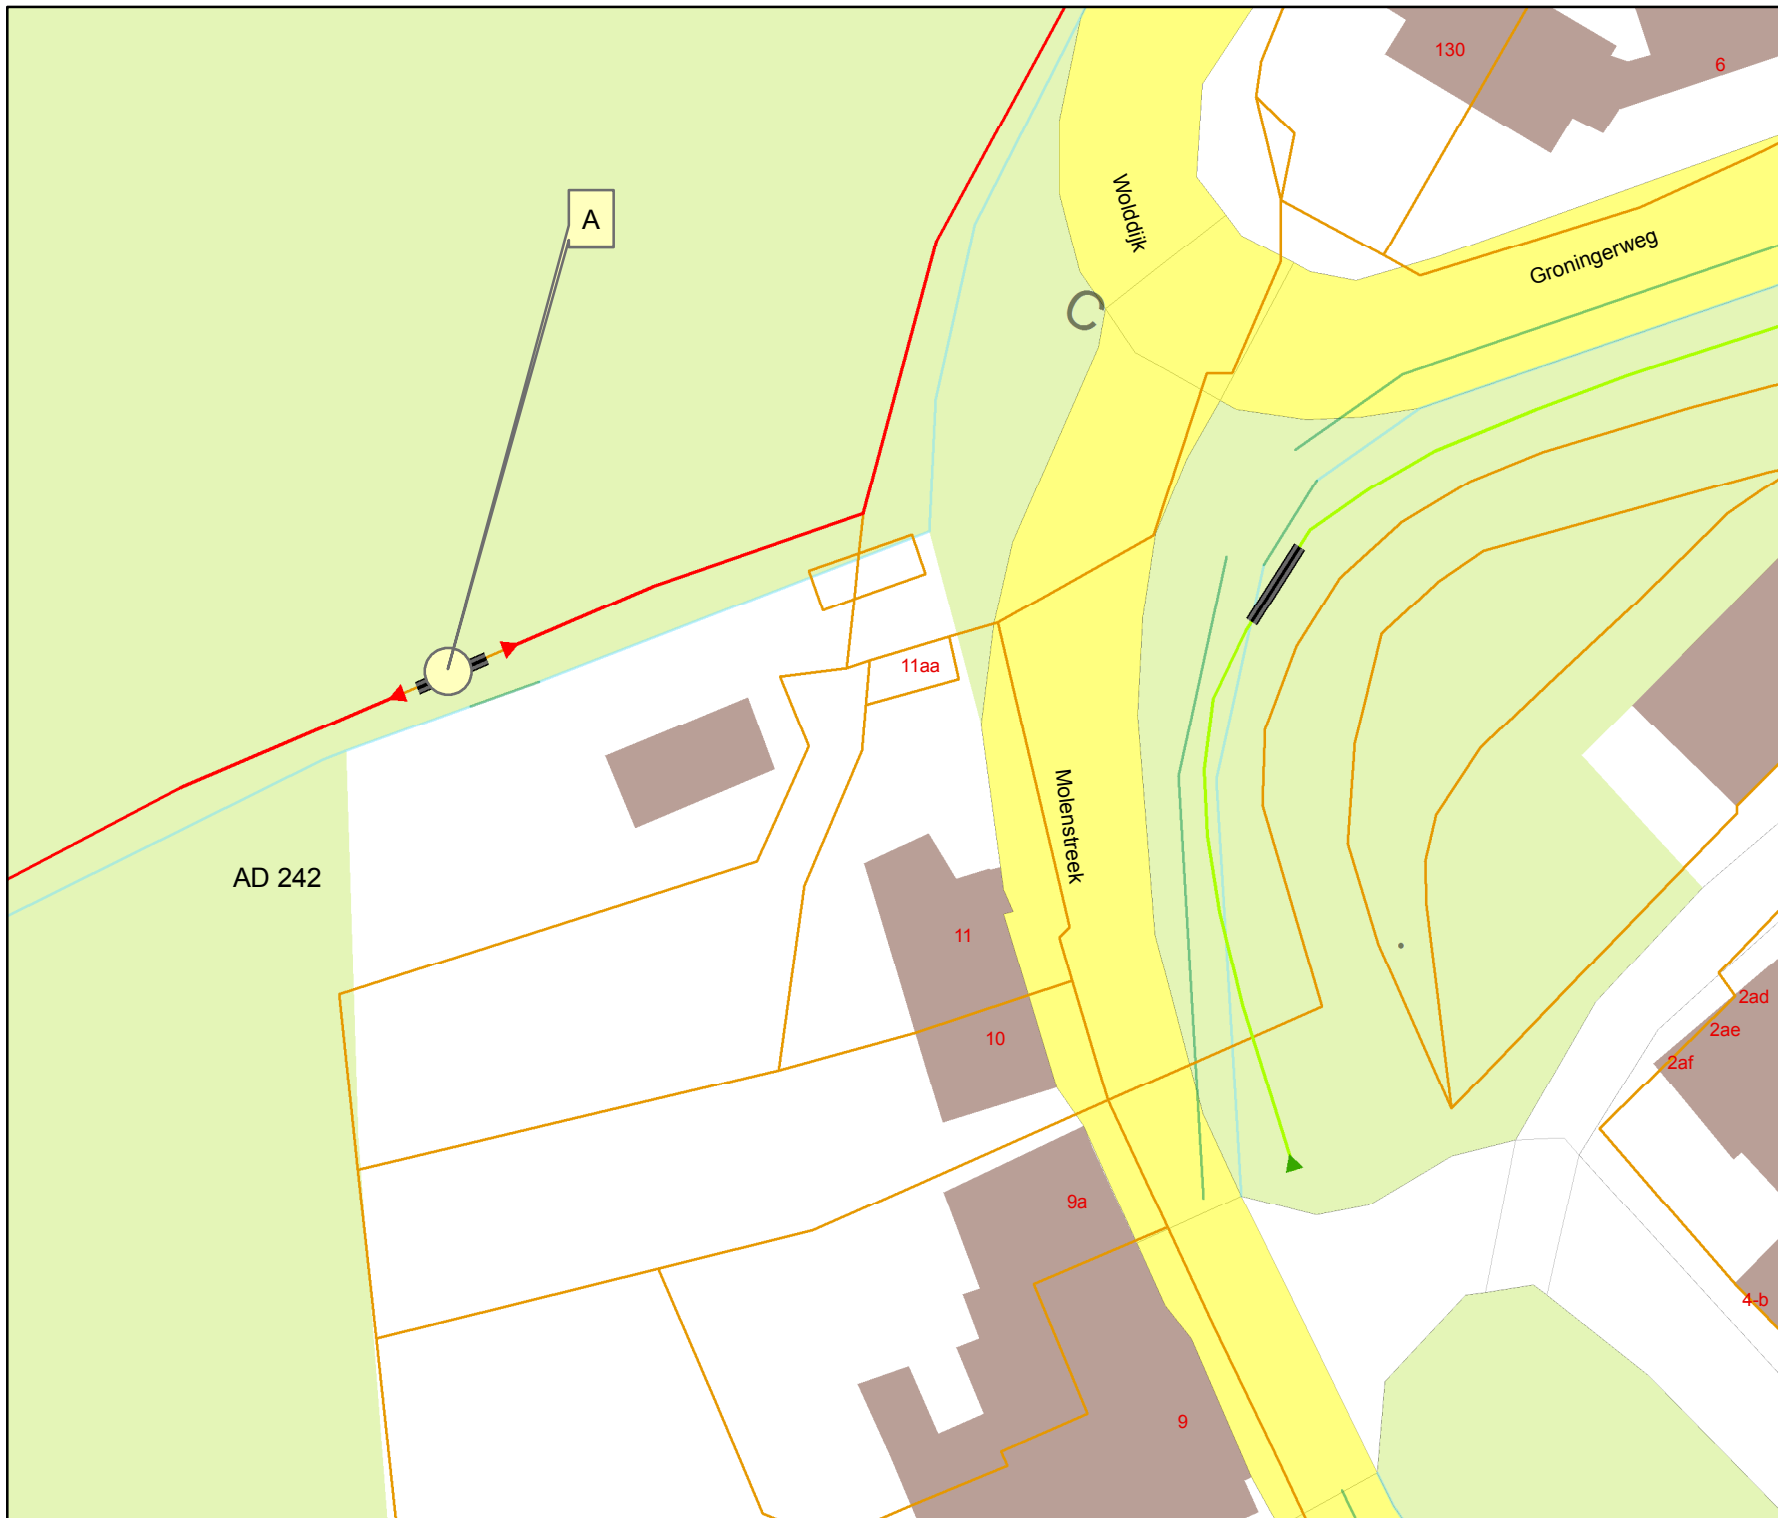 130
6
A
Wolddijk
Groningerweg
11aa
Molenstreek
AD 242
11
2ad
2ae
10
2af
9a
4-b
9